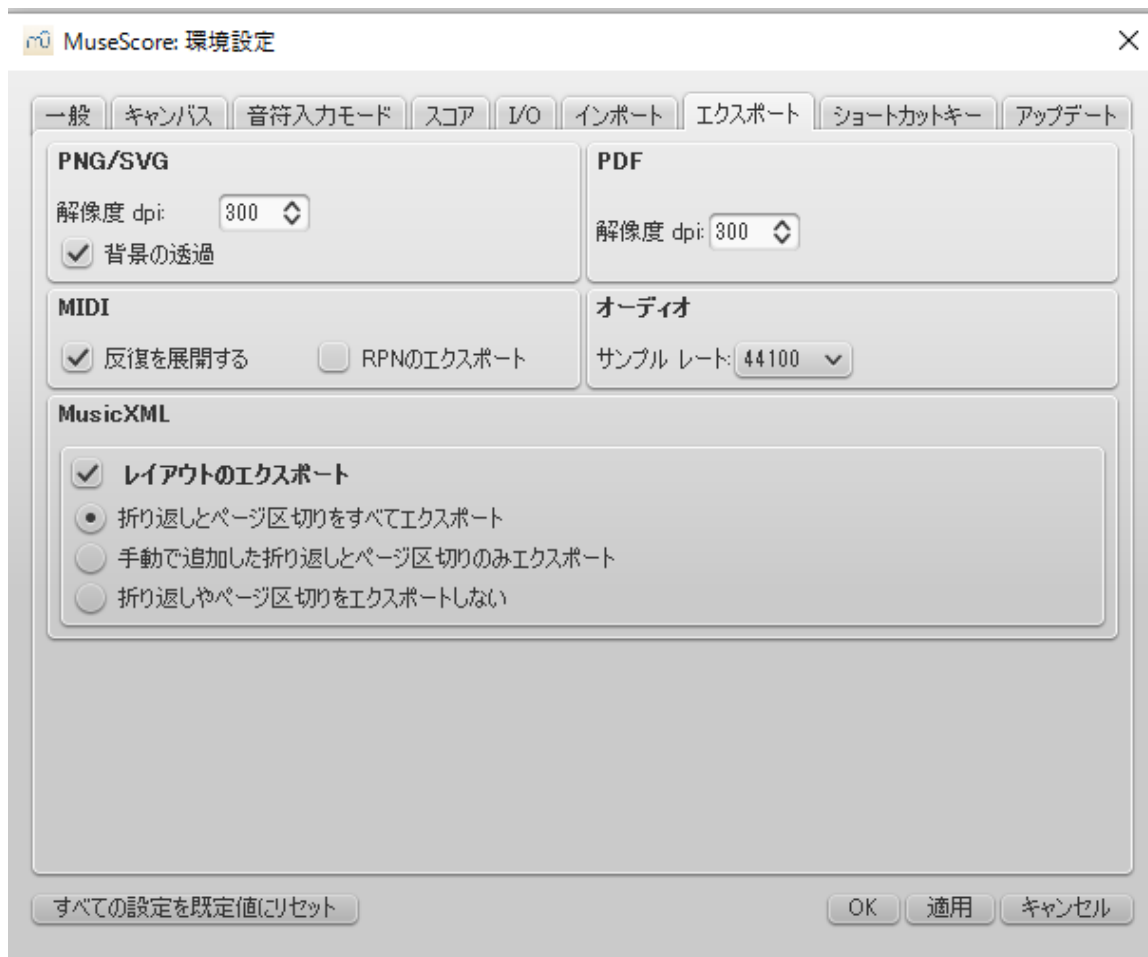 MuseScore: 環境設定
一般 キャンバス 音符入力モード スコア I/O インポート エクスポート ショートカットキー アップデート
PNG/SVG
解像度 dpi: 300
背景の透過
PDF
解像度 dpi: 300
MIDI
反復を展開する RPNのエクスポート
オーディオ
サンプル レート: 44100
MusicXML
レイアウトのエクスポート
折り返しとページ区切りをすべてエクスポート
手動で追加した折り返しとページ区切りのみエクスポート
折り返しやページ区切りをエクスポートしない
すべての設定を既定値にリセット OK 適用 キャンセル